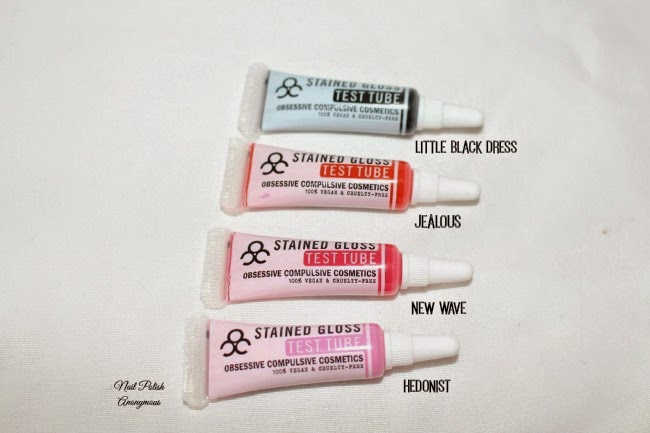 STAINED GLOSS
TEST TUBE
OBSESSIVE COMPULSIVE COSMETICS
100% VEGAN & CRUELTY-FREE
LITTLE BLACK DRESS
STAINED GLOSS
TEST TUBE
OBSESSIVE COMPULSIVE COSMETICS
100% VEGAN & CRUELTY-FREE
JEALOUS
STAINED GLOSS
TEST TUBE
OBSESSIVE COMPULSIVE COSMETICS
100% VEGAN & CRUELTY-FREE
NEW WAVE
STAINED GLOSS
TEST TUBE
OBSESSIVE COMPULSIVE COSMETICS
100% VEGAN & CRUELTY-FREE
HEDONIST
Nail Polish
Anonymous